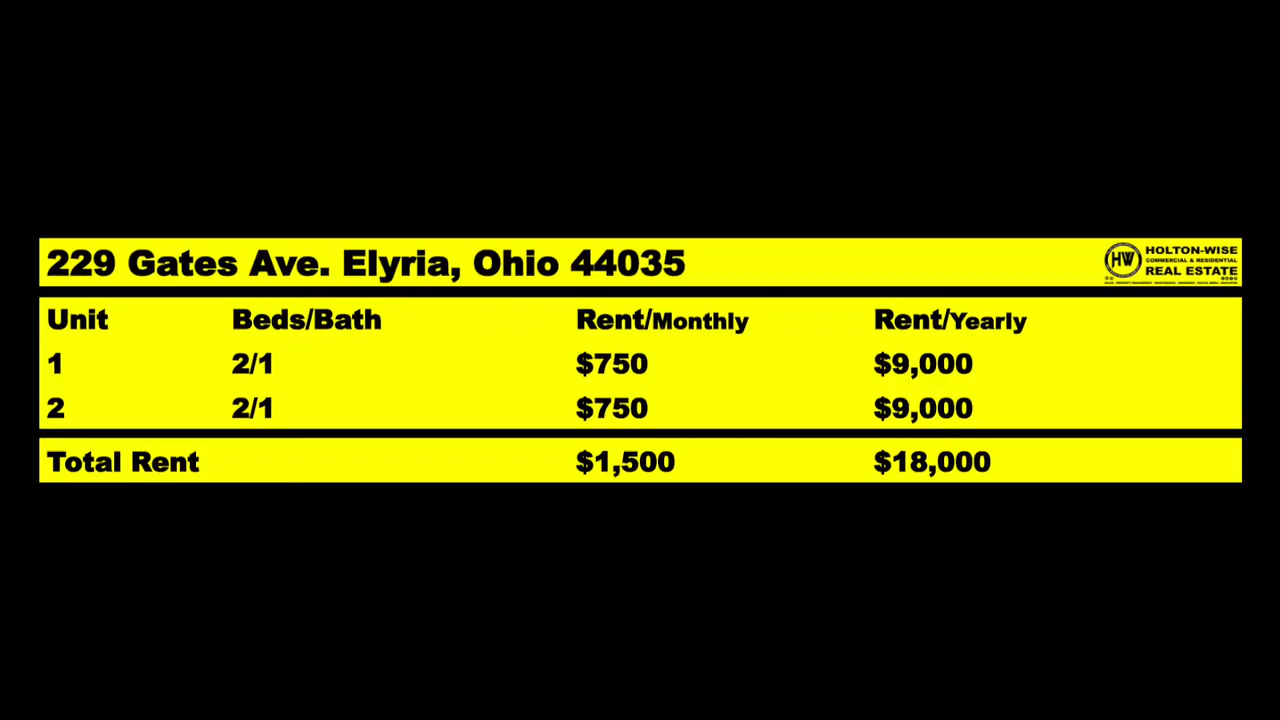 229 Gates Ave. Elyria, Ohio 44035
HW HOLTON-WISE
COMMERCIAL & RESIDENTIAL
REAL ESTATE
Unit Beds/Bath Rent/Monthly Rent/Yearly
1 2/1 $750 $9,000
2 2/1 $750 $9,000
Total Rent $1,500 $18,000